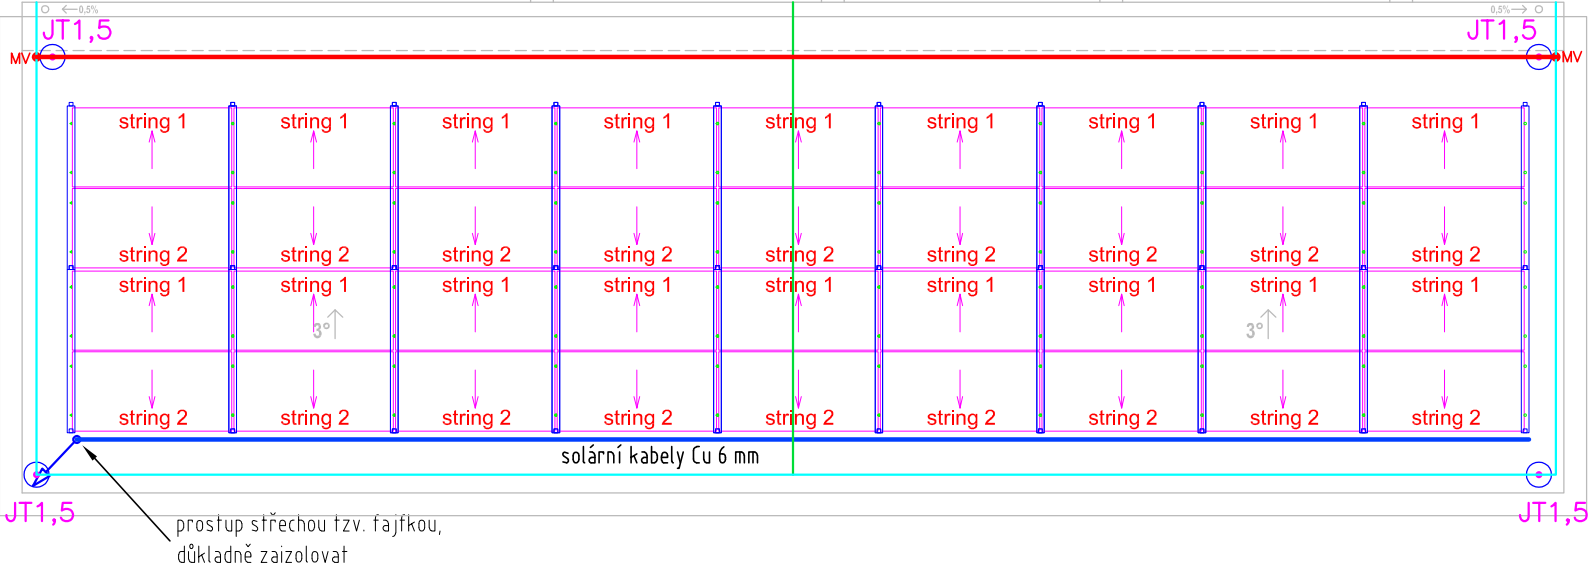 0,5% 0,5%
JT1,5 JT1,5
MV MV
string 1 string 1 string 1 string 1 string 1 string 1 string 1 string 1 string 1
string 2 string 2 string 2 string 2 string 2 string 2 string 2 string 2 string 2
string 1 string 1 string 1 string 1 string 1 string 1 string 1 string 1 string 1
3° 3°
string 2 string 2 string 2 string 2 string 2 string 2 string 2 string 2 string 2
solární kabely Cu 6 mm
JT1,5 JT1,5
prostup střechou tzv. fajfkou,
důkladně zaizolovat